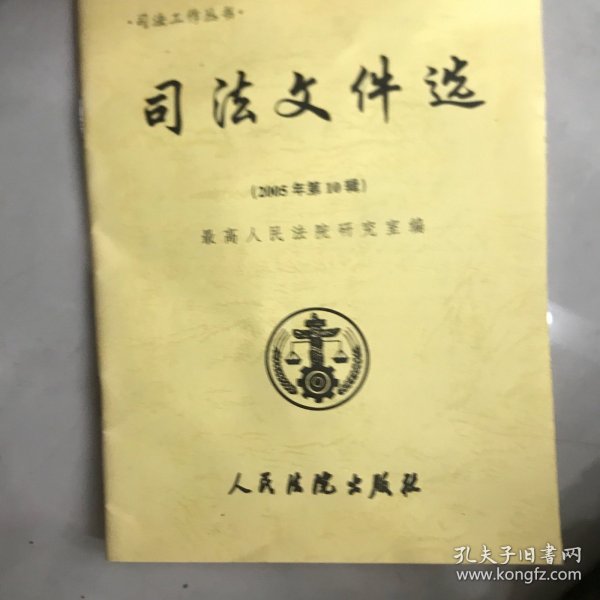 ·司法工作丛书·
司法文件选
(2005年第10辑)
最高人民法院研究室编
人民法院出版社
孔夫子旧书网
www.kongfz.com